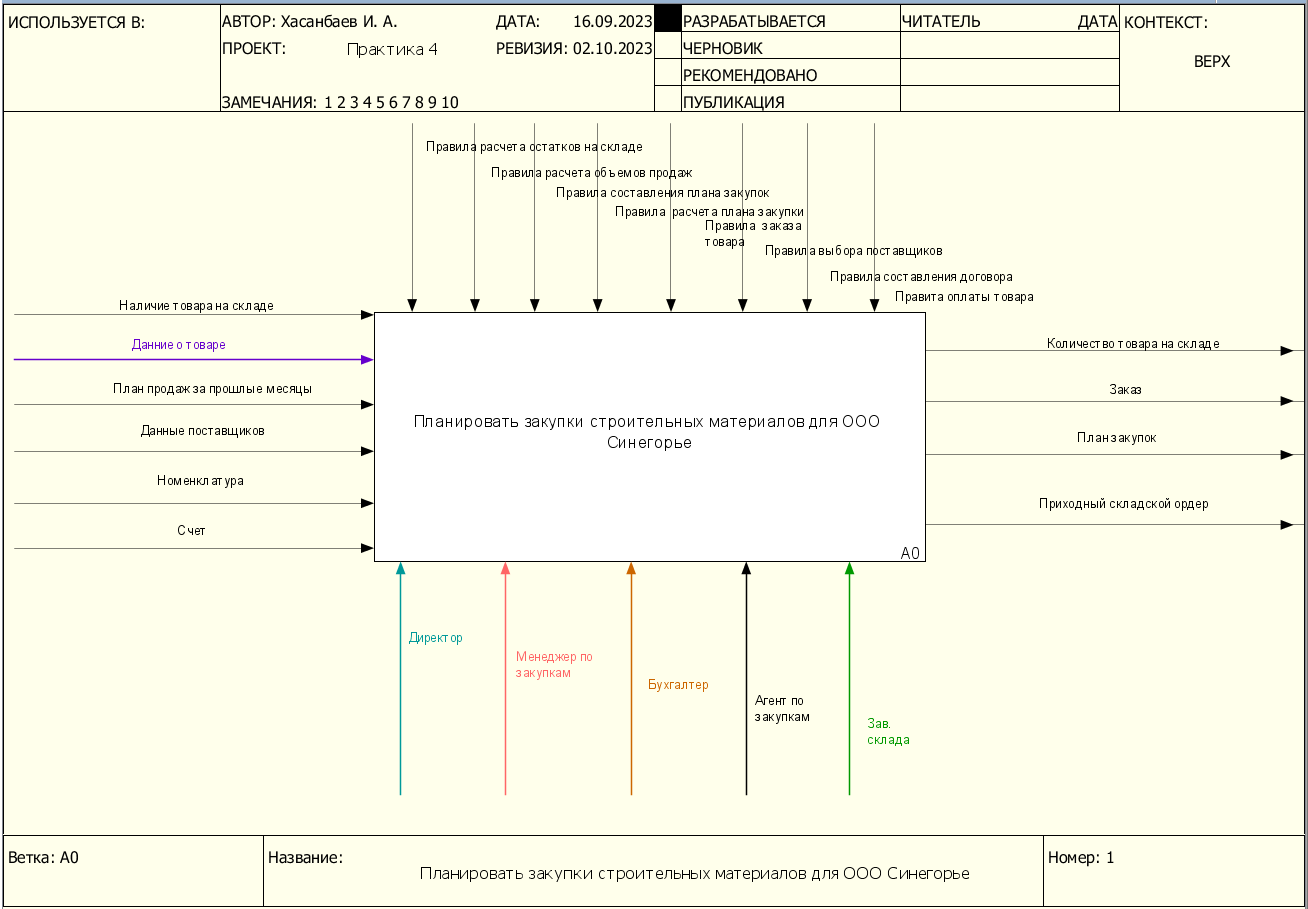 ИСПОЛЬЗУЕТСЯ В:
АВТОР: Хасанбаев И. А.
ДАТА: 16.09.2023
ПРОЕКТ: Практика 4
РЕВИЗИЯ: 02.10.2023
ЗАМЕЧАНИЯ: 1 2 3 4 5 6 7 8 9 10
РАЗРАБАТЫВАЕТСЯ
ЧЕРНОВИК
РЕКОМЕНДОВАНО
ПУБЛИКАЦИЯ
ЧИТАТЕЛЬ ДАТА
КОНТЕКСТ:
ВЕРХ
Правила расчета остатков на складе
Правила расчета объемов продаж
Правила составления плана закупок
Правила расчета плана закупки
Правила заказа
товара
Правила выбора поставщиков
Правила составления договора
Правита оплаты товара
Наличие товара на складе
Данние о товаре
План продаж за прошлые месяцы
Данные поставщиков
Номенклатура
Счет
Планировать закупки строительных материалов для ООО
Синегорье
A0
Количество товара на складе
Заказ
План закупок
Приходный складской ордер
Директор
Менеджер по
закупкам
Бухгалтер
Агент по
закупкам
Зав.
склада
Ветка: A0
Название:
Планировать закупки строительных материалов для ООО Синегорье
Номер: 1